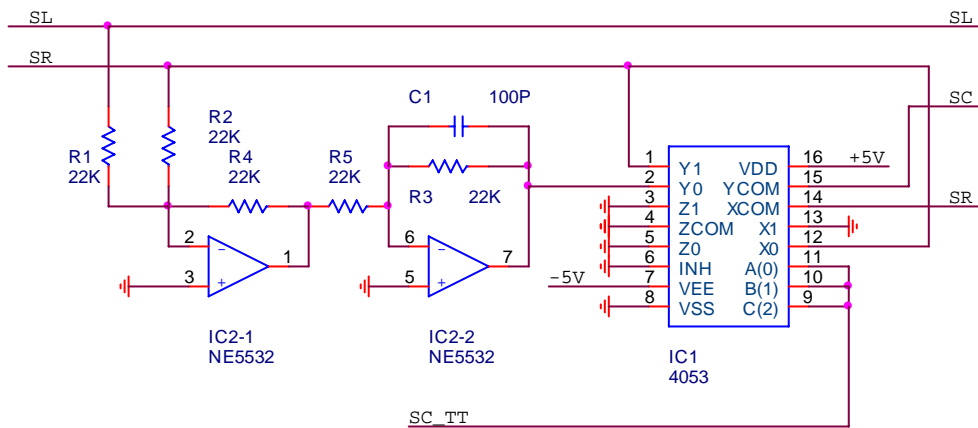 SL SL
SR
C1 100P SC
R2
22K
R1 R4 R5
22K 22K 22K
R3 22K
1 Y1 VDD 16 +5V
2 Y0 YCOM 15
3 Z1 XCOM 14 SR
4 ZCOM X1 13
5 Z0 X0 12
6 INH A(0) 11
-5V 7 VEE B(1) 10
8 VSS C(2) 9
2 - 1
3 +
6 - 7
5 +
IC2-1
NE5532
IC2-2
NE5532
IC1
4053
SC_TT